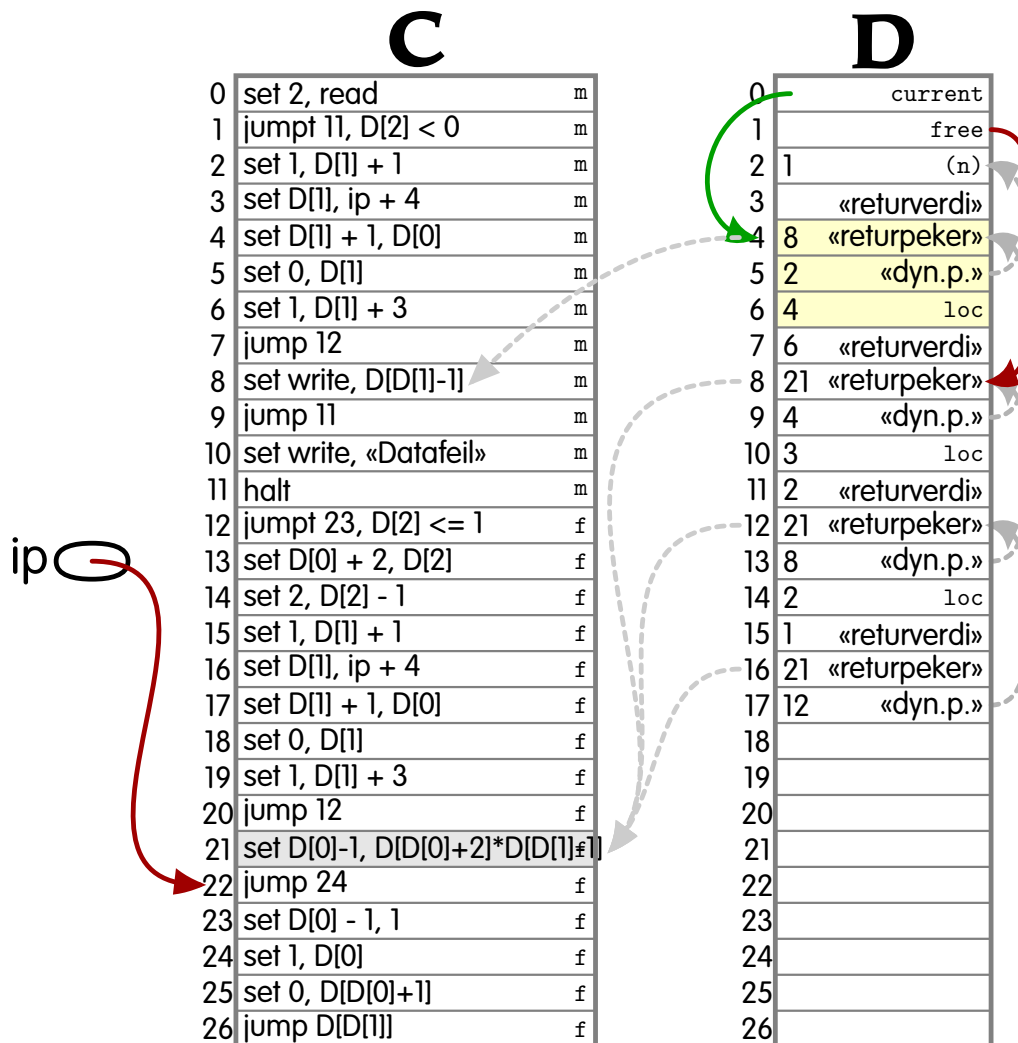 C D
0 set 2, read m
1 jumpt 11, D[2] < 0 m
2 set 1, D[1] + 1 m
3 set D[1], ip + 4 m
4 set D[1] + 1, D[0] m
5 set 0, D[1] m
6 set 1, D[1] + 3 m
7 jump 12 m
8 set write, D[D[1]-1] m
9 jump 11 m
10 set write, «Datafeil» m
11 halt m
12 jumpt 23, D[2] <= 1 f
13 set D[0] + 2, D[2] f
14 set 2, D[2] - 1 f
15 set 1, D[1] + 1 f
16 set D[1], ip + 4 f
17 set D[1] + 1, D[0] f
18 set 0, D[1] f
19 set 1, D[1] + 3 f
20 jump 12 f
21 set D[0]-1, D[D[0]+2]*D[D[1]-1] f
22 jump 24 f
23 set D[0] - 1, 1 f
24 set 1, D[0] f
25 set 0, D[D[0]+1] f
26 jump D[D[1]] f
ip
0 current
1 free
2 1 (n)
3 «returverdi»
4 8 «returpeker»
5 2 «dyn.p.»
6 4 loc
7 6 «returverdi»
8 21 «returpeker»
9 4 «dyn.p.»
10 3 loc
11 2 «returverdi»
12 21 «returpeker»
13 8 «dyn.p.»
14 2 loc
15 1 «returverdi»
16 21 «returpeker»
17 12 «dyn.p.»
18
19
20
21
22
23
24
25
26